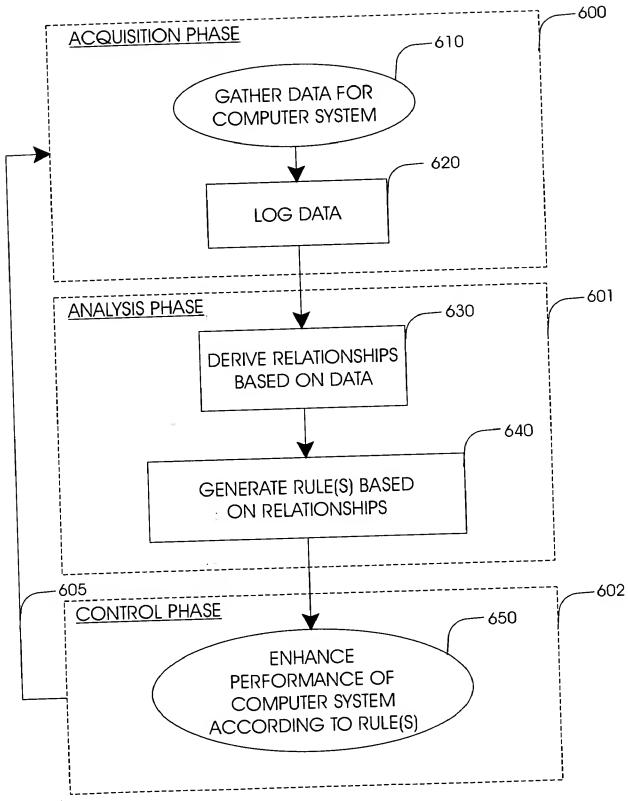 ACQUISITION PHASE
600
610
GATHER DATA FOR
COMPUTER SYSTEM
620
LOG DATA
ANALYSIS PHASE
601
630
DERIVE RELATIONSHIPS
BASED ON DATA
640
GENERATE RULE(S) BASED
ON RELATIONSHIPS
605
602
CONTROL PHASE
650
ENHANCE
PERFORMANCE OF
COMPUTER SYSTEM
ACCORDING TO RULE(S)